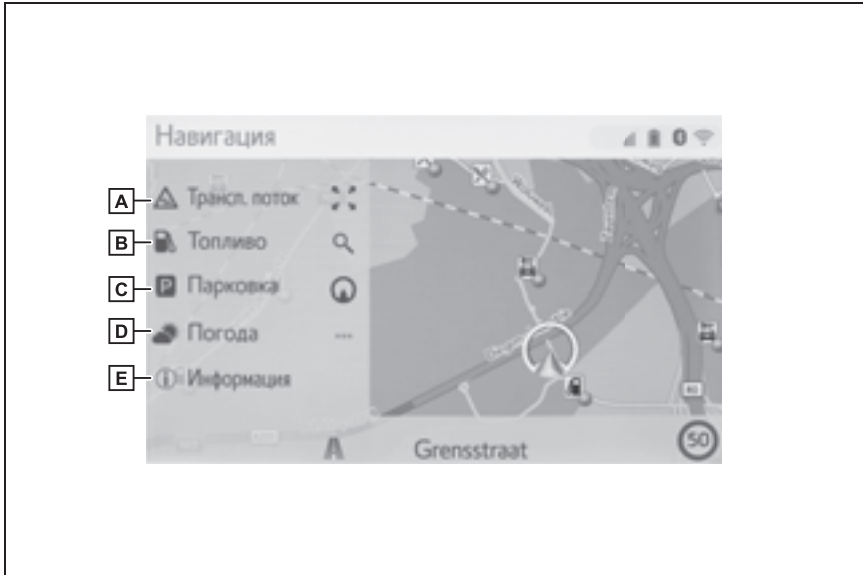 Навигация
A Трансп. поток
B Топливо
C P Парковка
D Погода
E Информация
Grensstraat
50